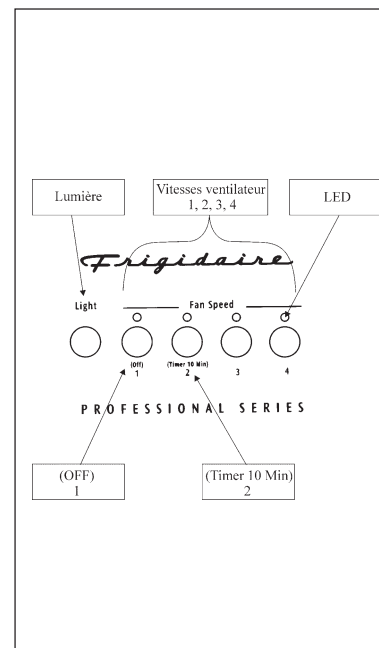 Lumière
Vitesses ventilateur
1, 2, 3, 4
LED
Frigidaire
Light
Fan Speed
(Off)
1
(Timer 10 Min)
2
3
4
PROFESSIONAL SERIES
(OFF)
1
(Timer 10 Min)
2